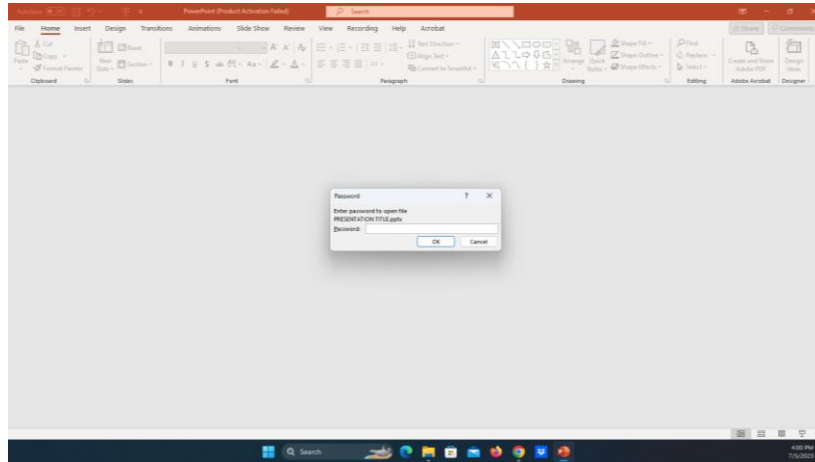 AutoSave
PowerPoint (Product Activation Failed)
Search
File Home Insert Design Transitions Animations Slide Show Review View Recording Help Acrobat
Share Comments
Paste
Cut
Copy
Format Painter
Clipboard
New Slide
Reset
Section
Slides
Font
Text Direction
Align Text
Convert to SmartArt
Paragraph
Arrange
Quick Styles
Shape Fill
Shape Outline
Shape Effects
Drawing
Find
Replace
Select
Editing
Create and Share Adobe PDF
Adobe Acrobat
Design Ideas
Designer
Password
Enter password to open file
PRESENTATION TITLE.pptx
Password:
OK Cancel
Search
4:00 PM
7/5/2023